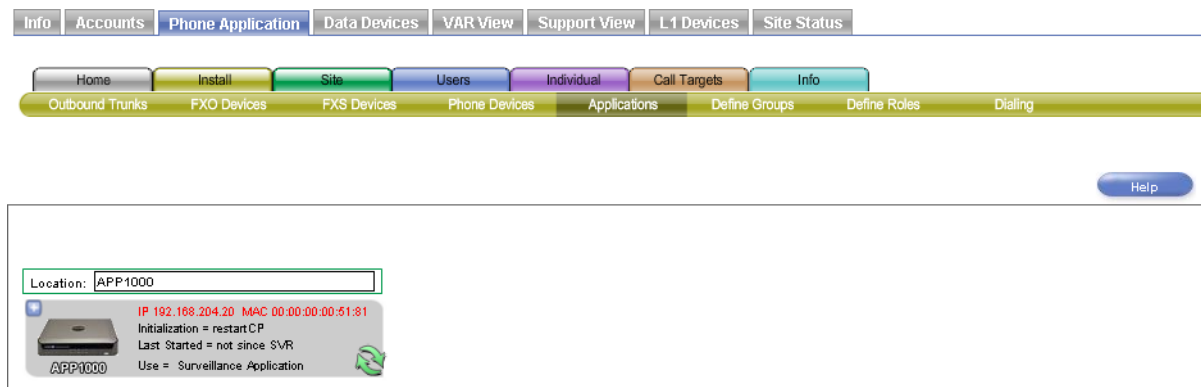 Info Accounts Phone Application Data Devices VAR View Support View L1 Devices Site Status
Home Install Site Users Individual Call Targets Info
Outbound Trunks FXO Devices FXS Devices Phone Devices Applications Define Groups Define Roles Dialing
Help
Location: APP1000
IP 192.168.204.20 MAC 00:00:00:00:51:81
Initialization = restartCP
Last Started = not since SVR
APP1000 Use = Surveillance Application